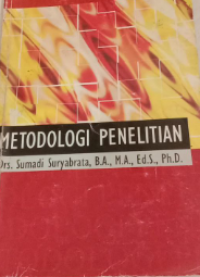 METODOLOGI PENELITIAN
Drs. Sumadi Suryabrata, B.A., M.A., Ed.S., Ph.D.